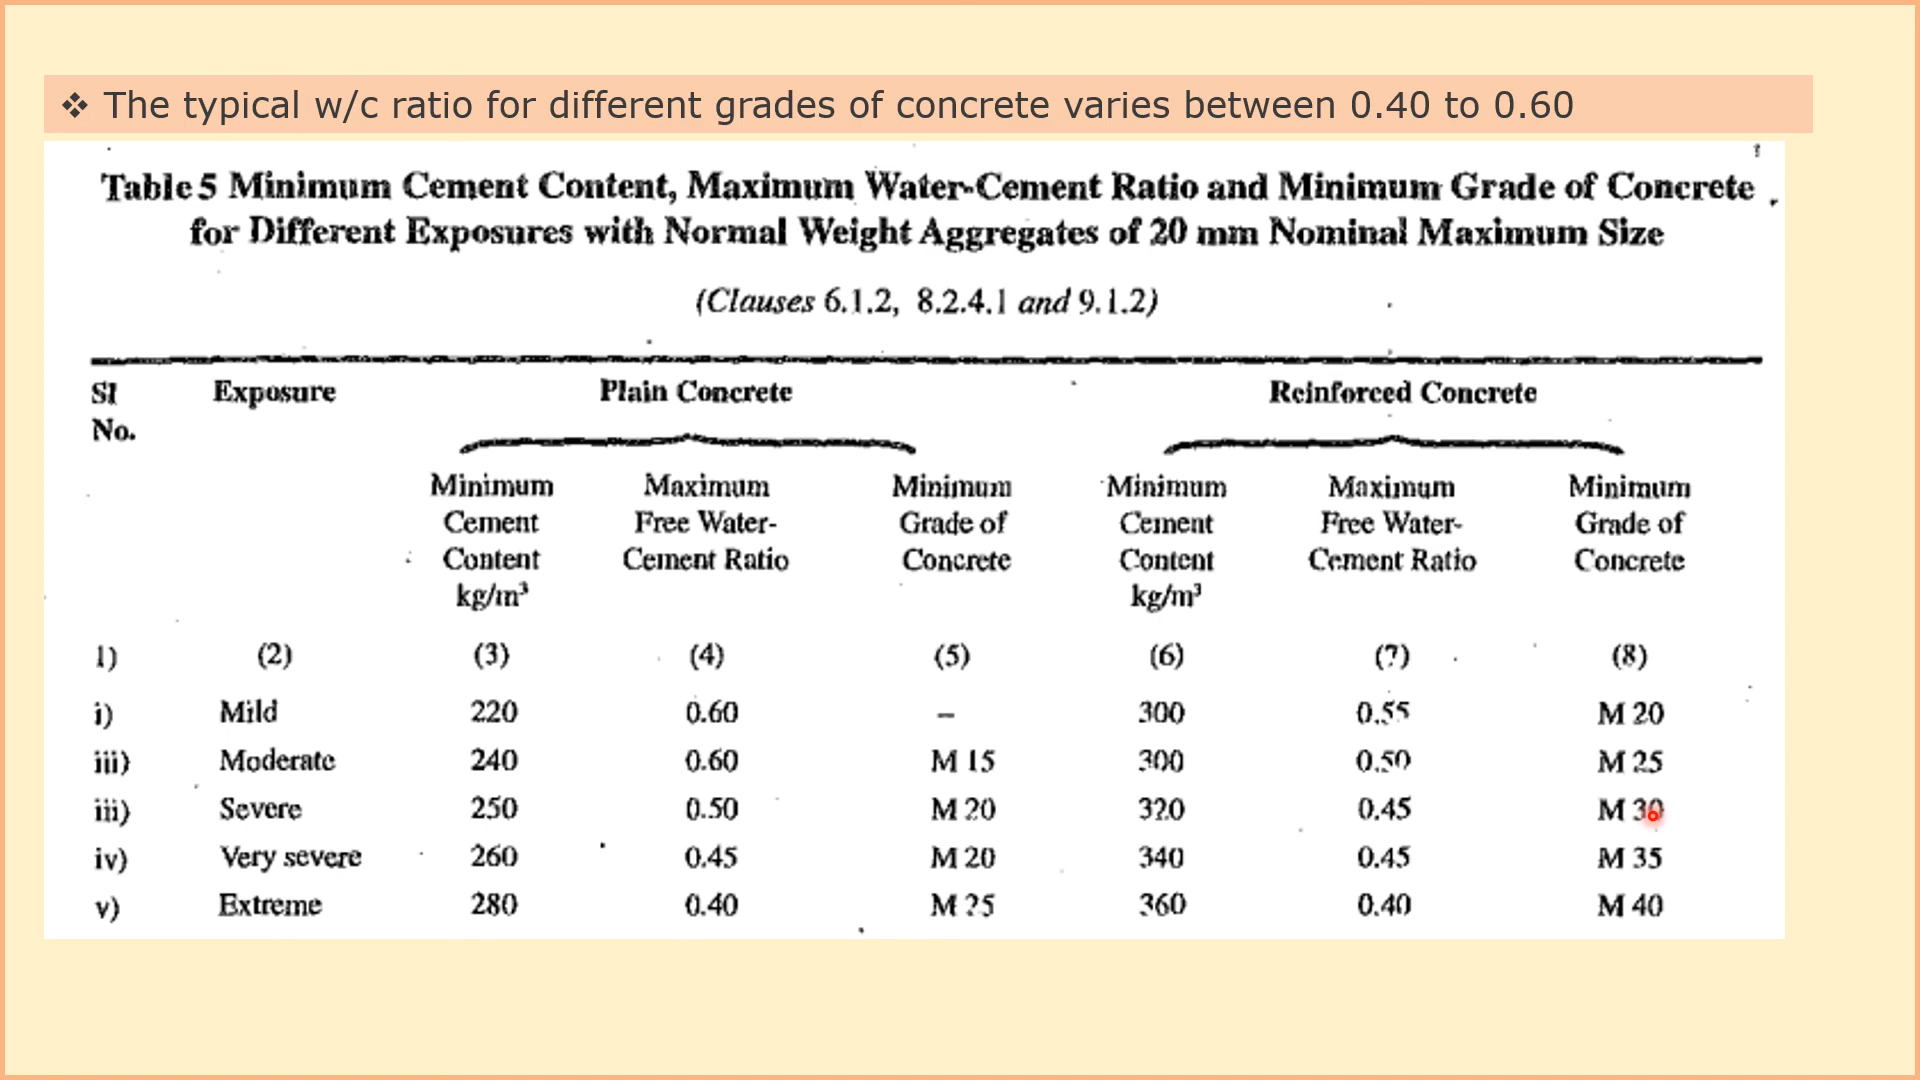 ❖ The typical w/c ratio for different grades of concrete varies between 0.40 to 0.60
Table 5 Minimum Cement Content, Maximum Water-Cement Ratio and Minimum Grade of Concrete
for Different Exposures with Normal Weight Aggregates of 20 mm Nominal Maximum Size
(Clauses 6.1.2, 8.2.4.1 and 9.1.2)
Sl Exposure Plain Concrete Reinforced Concrete
No.
Minimum Maximum Minimum Minimum Maximum Minimum
Cement Free Water- Grade of Cement Free Water- Grade of
Content Cement Ratio Concrete Content Cement Ratio Concrete
kg/m³ kg/m³
1) (2) (3) (4) (5) (6) (7) (8)
i) Mild 220 0.60 – 300 0.55 M 20
iii) Moderate 240 0.60 M 15 300 0.50 M 25
iii) Severe 250 0.50 M 20 320 0.45 M 30
iv) Very severe 260 0.45 M 20 340 0.45 M 35
v) Extreme 280 0.40 M 25 360 0.40 M 40